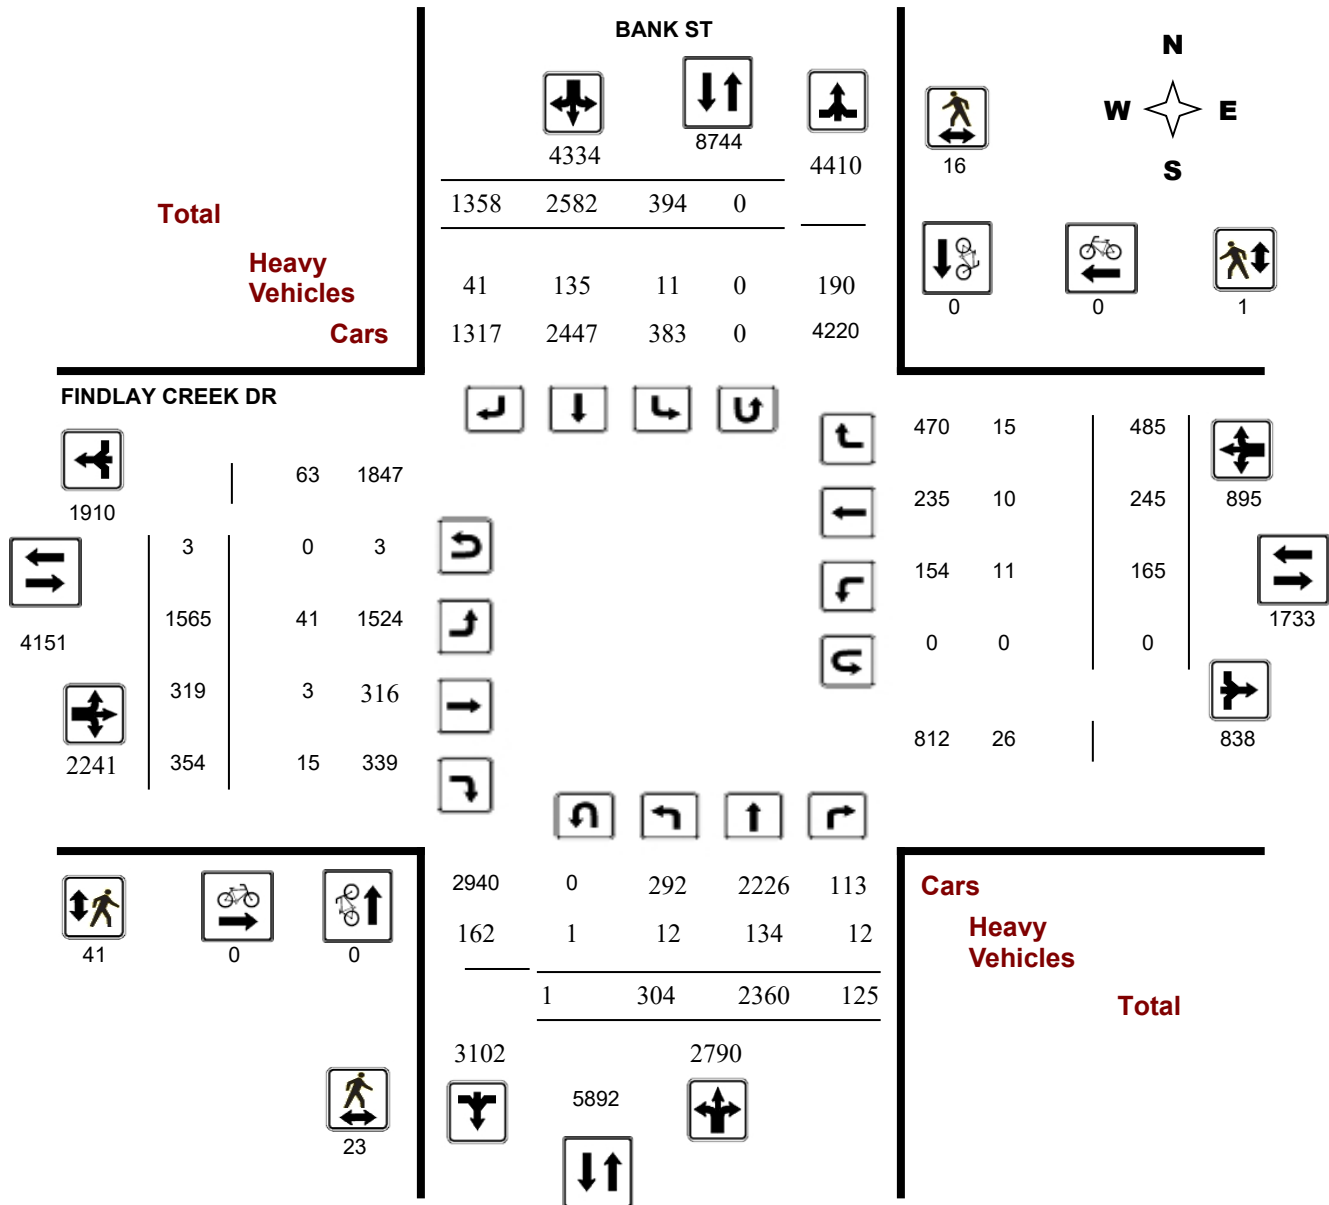 BANK ST
N
W E
S
4334 8744 4410 16
Total 1358 2582 394 0
Heavy
Vehicles 41 135 11 0 190
0 0 1
Cars 1317 2447 383 0 4220
FINDLAY CREEK DR
470 15 485
63 1847
1910
235 10 245 895
3 0 3
154 11 165
1565 41 1524 1733
4151
0 0 0
319 3 316
812 26 838
2241 354 15 339
2940 0 292 2226 113 Cars
162 1 12 134 12 Heavy
Vehicles
41 0 0
1 304 2360 125 Total
3102 2790
5892
23